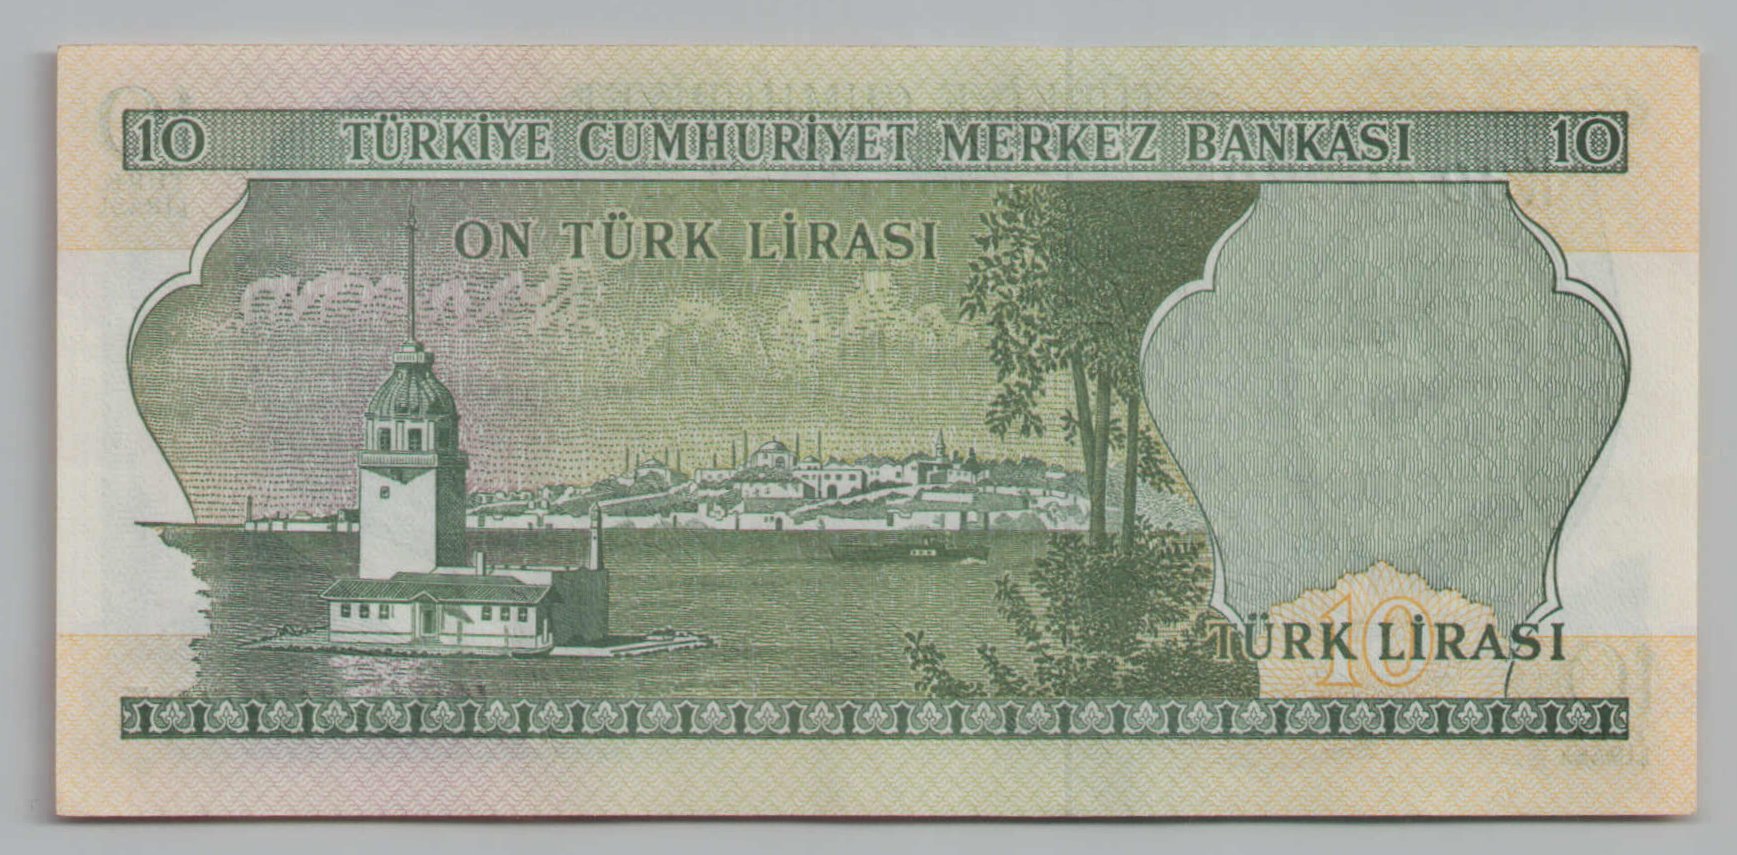 10 TÜRKİYE CUMHURİYET MERKEZ BANKASI 10
ON TÜRK LİRASI
10
TÜRK LİRASI